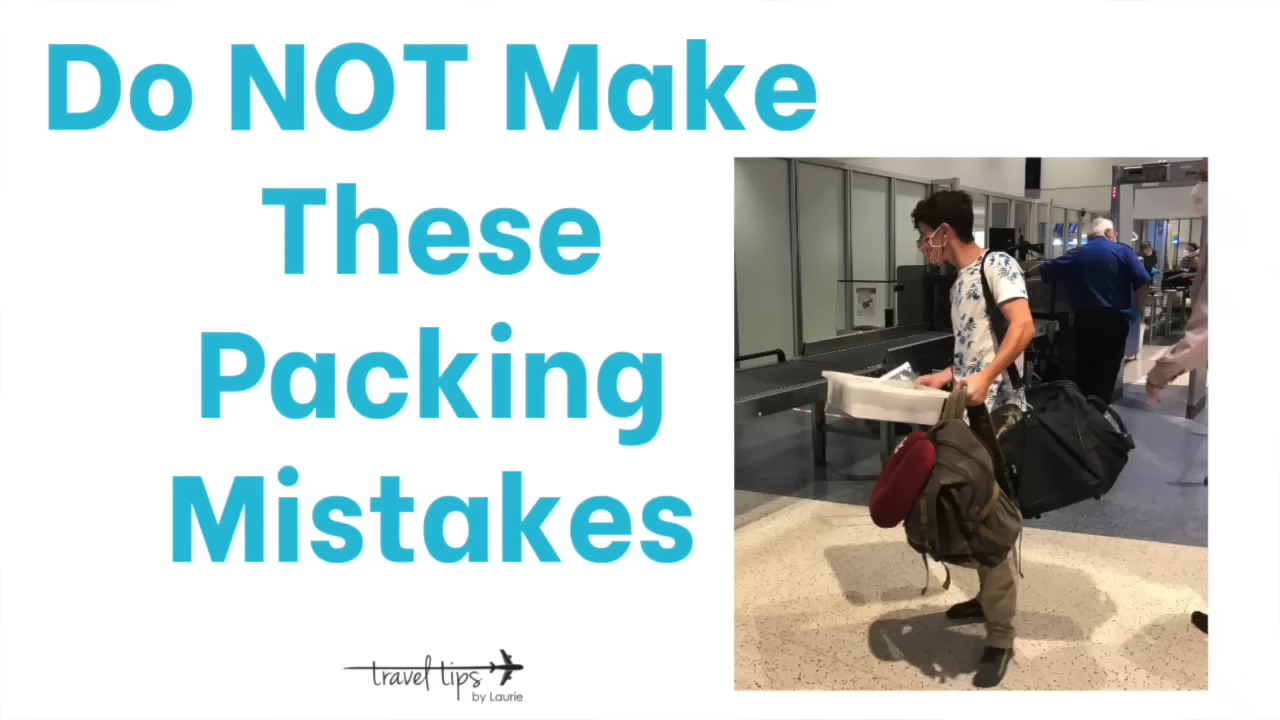 Do NOT Make
These
Packing
Mistakes
travel tips
by Laurie